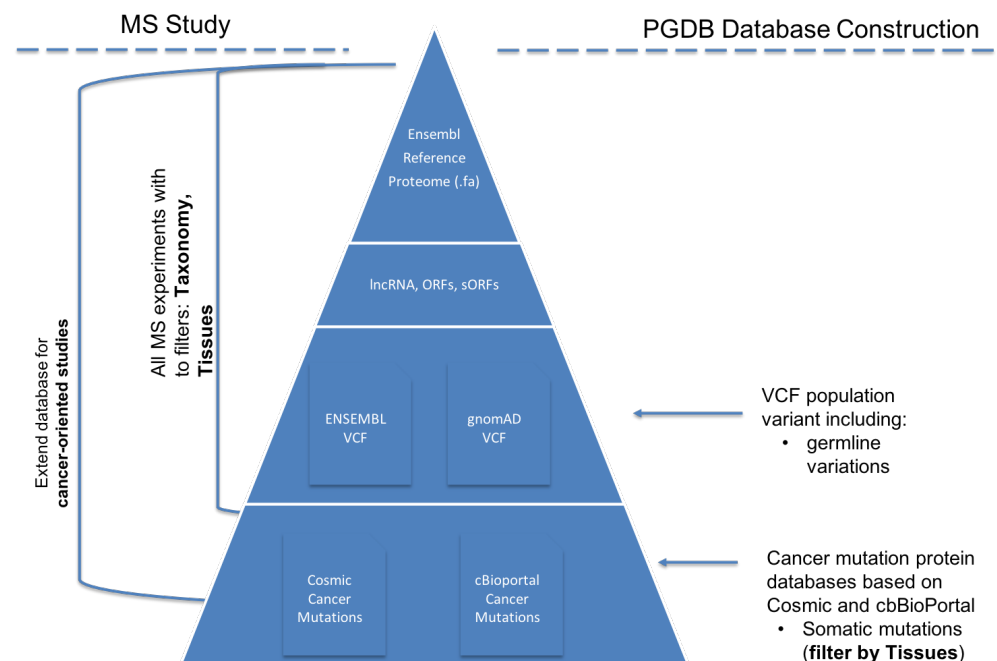 MS Study
PGDB Database Construction
Ensembl
Reference
Proteome (.fa)
lncRNA, ORFs, sORFs
All MS experiments with
to filters: Taxonomy,
Tissues
Extend database for
cancer-oriented studies
ENSEMBL
VCF
gnomAD
VCF
VCF population
variant including:
• germline
variations
Cosmic
Cancer
Mutations
cBioportal
Cancer
Mutations
Cancer mutation protein
databases based on
Cosmic and cbBioPortal
• Somatic mutations
(filter by Tissues)